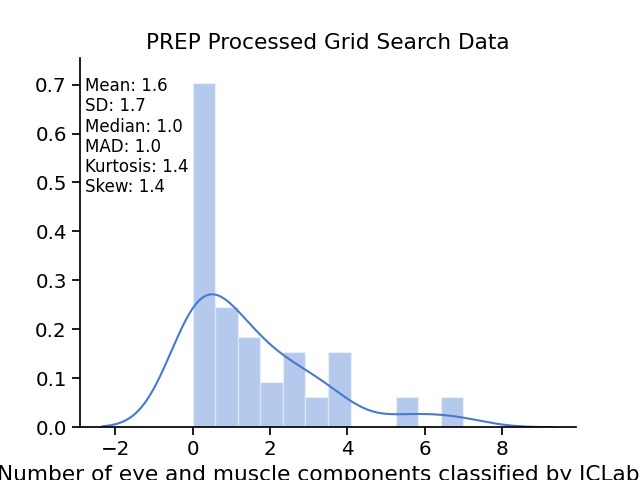 PREP Processed Grid Search Data
Mean: 1.6
SD: 1.7
Median: 1.0
MAD: 1.0
Kurtosis: 1.4
Skew: 1.4
0.7
0.6
0.5
0.4
0.3
0.2
0.1
0.0
−2 0 2 4 6 8
Number of eye and muscle components classified by ICLab